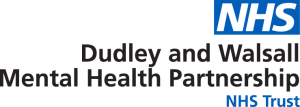 NHS
Dudley and Walsall
Mental Health Partnership
NHS Trust